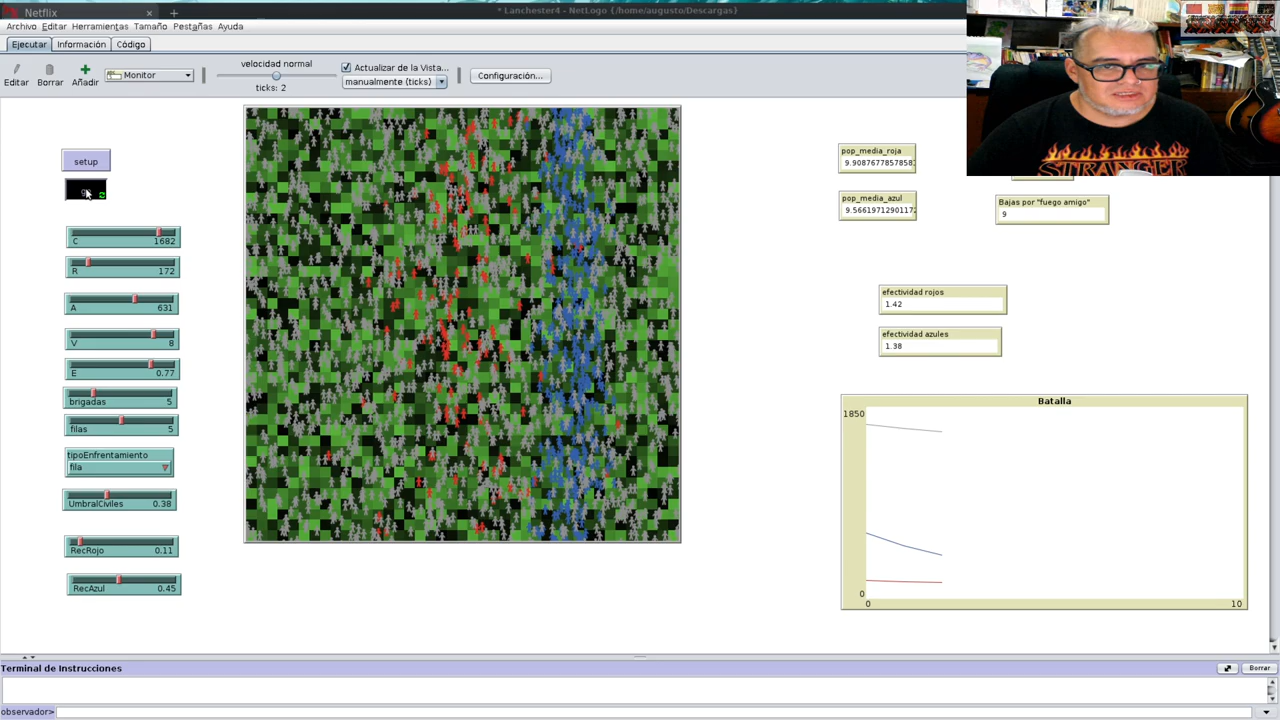 Netflix
* Lanchester4 - NetLogo {/home/augusto/Descargas}
Archivo Editar Herramientas Tamaño Pestañas Ayuda
Ejecutar Información Código
Editar Borrar Añadir
Monitor
velocidad normal
ticks: 2
Actualizar de la Vista...
manualmente (ticks)
Configuración...
setup
C 1682
R 172
A 631
V 8
E 0.77
brigadas 5
filas 5
tipoEnfrentamiento
fila
UmbralCiviles 0.38
RecRojo 0.11
RecAzul 0.45
pop_media_roja
pop_media_azul
Bajas por "fuego amigo"
9
efectividad rojos
1.42
efectividad azules
1.38
Batalla
1850
0
0 10
STRANGER
Terminal de Instrucciones
Borrar
observador>